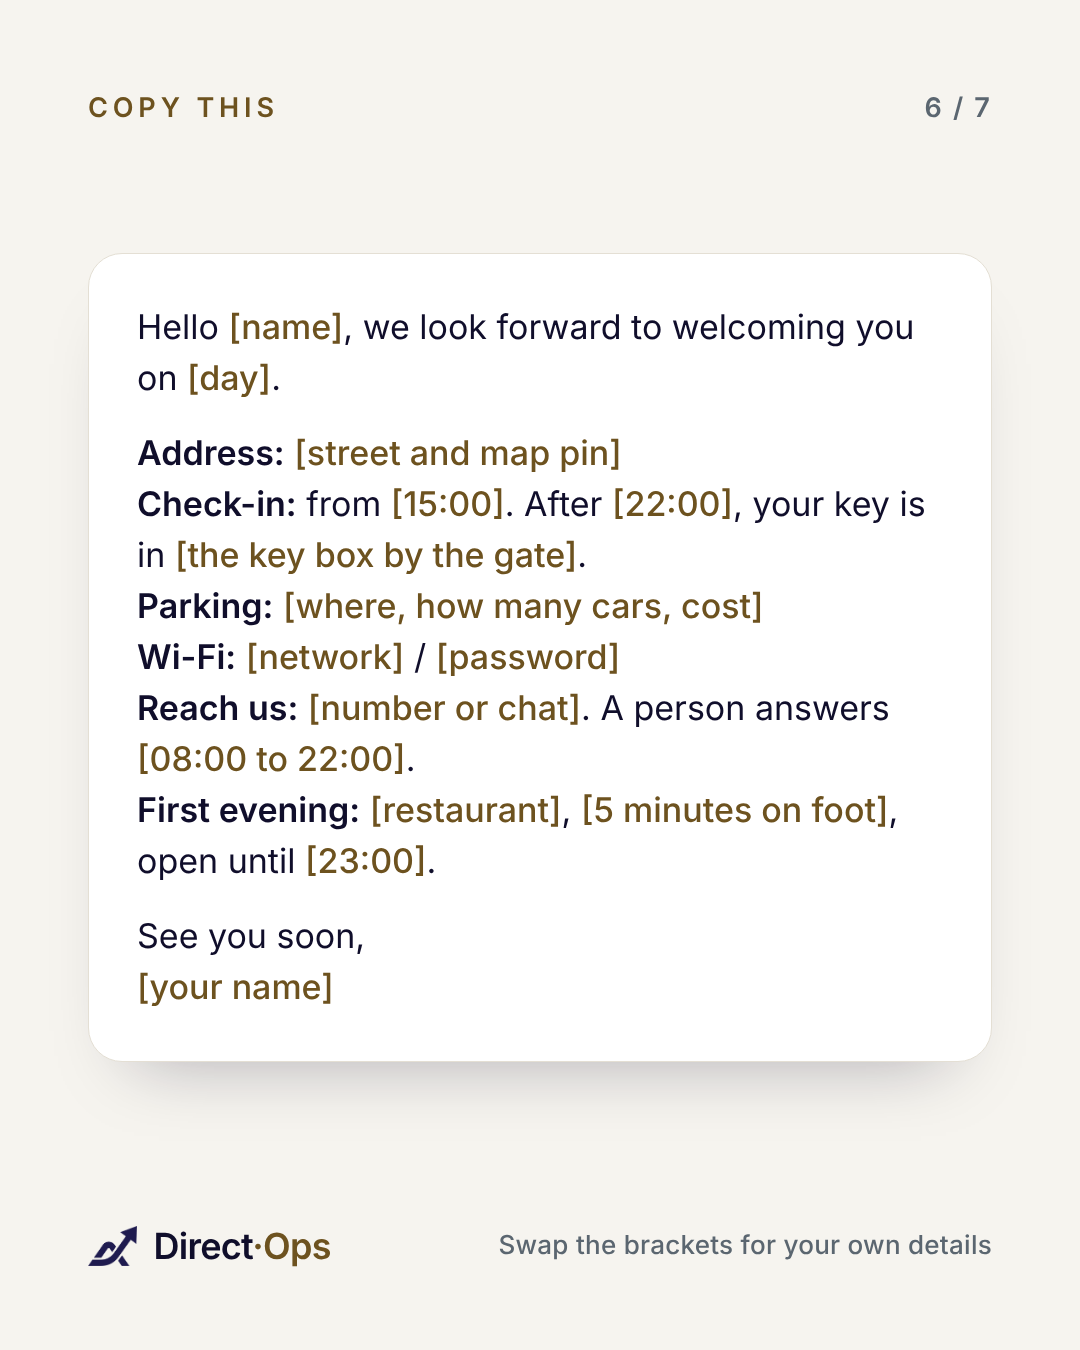 COPY THIS
6 / 7
Hello [name], we look forward to welcoming you
on [day].
Address: [street and map pin]
Check-in: from [15:00]. After [22:00], your key is
in [the key box by the gate].
Parking: [where, how many cars, cost]
Wi-Fi: [network] / [password]
Reach us: [number or chat]. A person answers
[08:00 to 22:00].
First evening: [restaurant], [5 minutes on foot],
open until [23:00].
See you soon,
[your name]
Direct·Ops
Swap the brackets for your own details